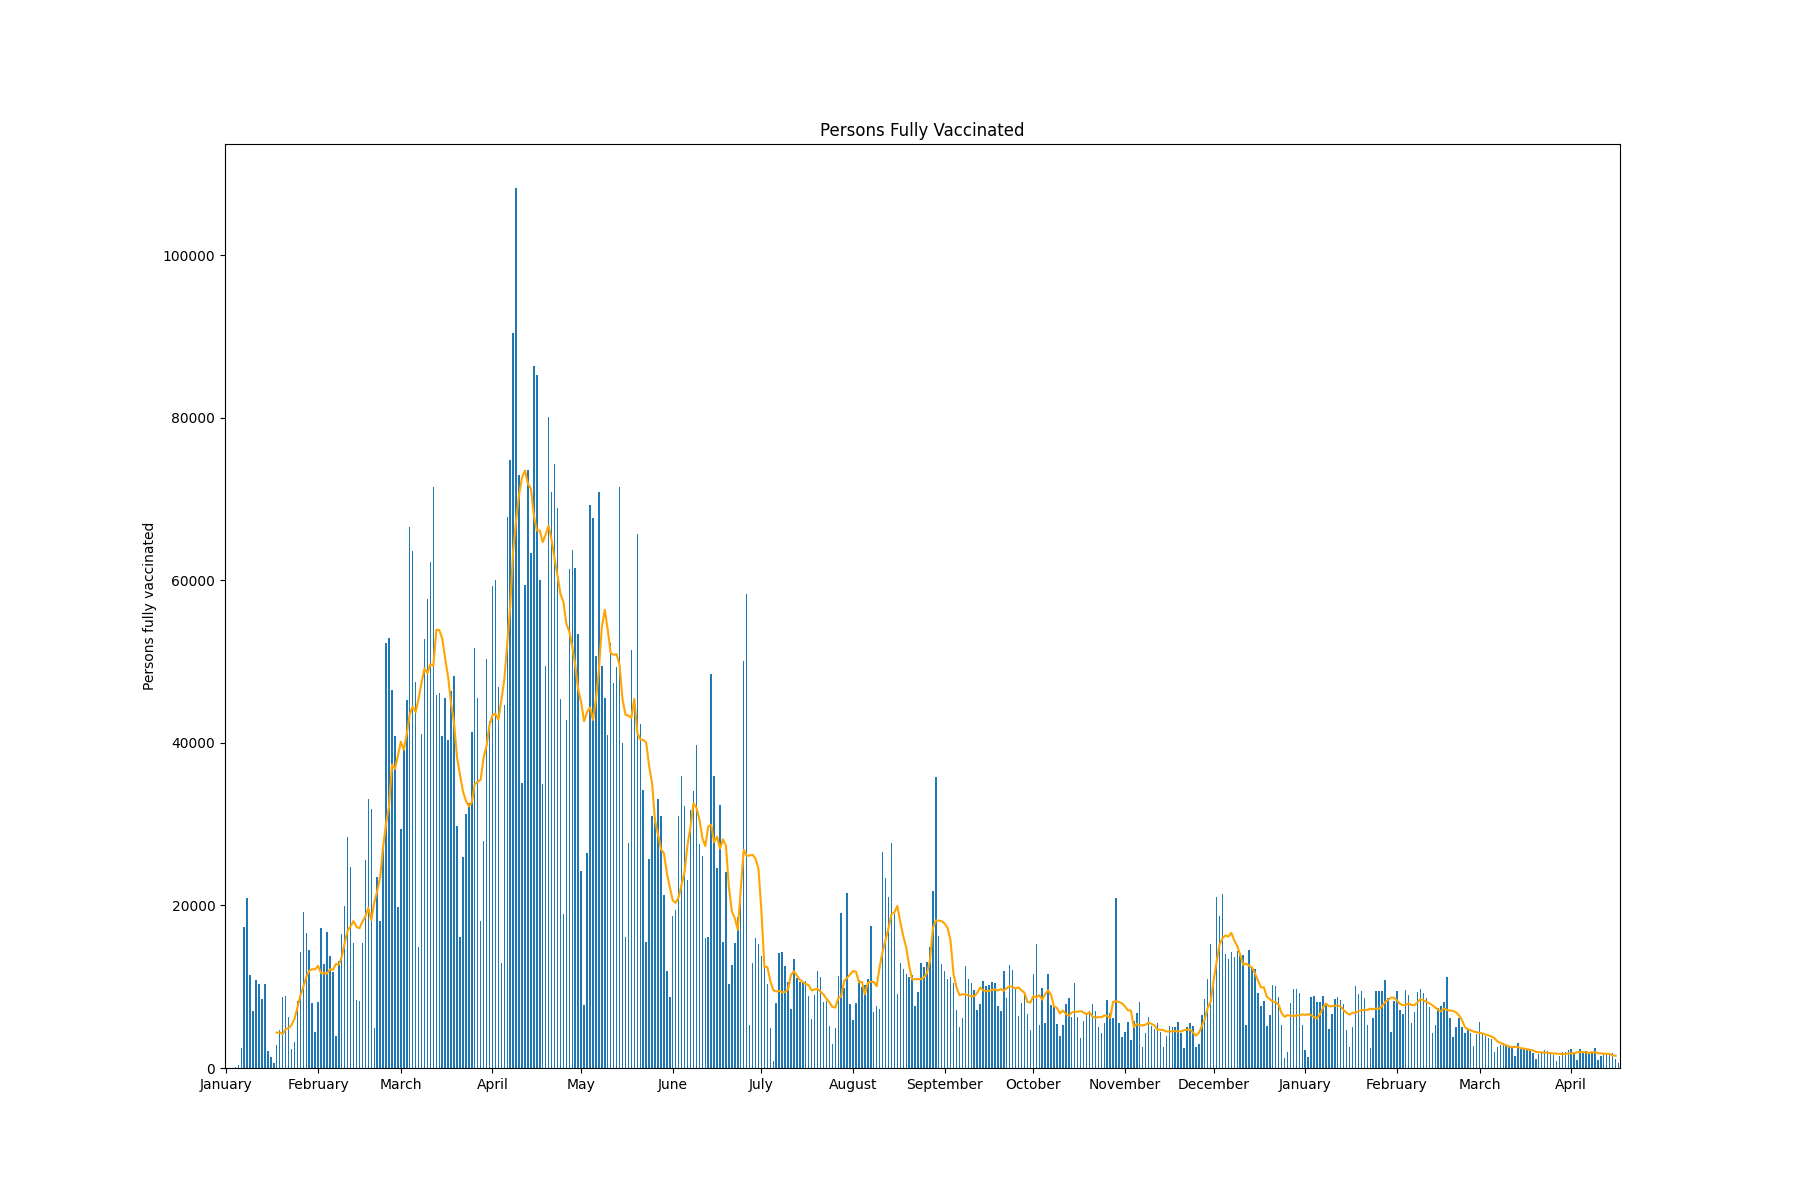 Persons Fully Vaccinated
100000
80000
60000
40000
20000
0
Persons fully vaccinated
January February March April May June July August September October November December January February March April